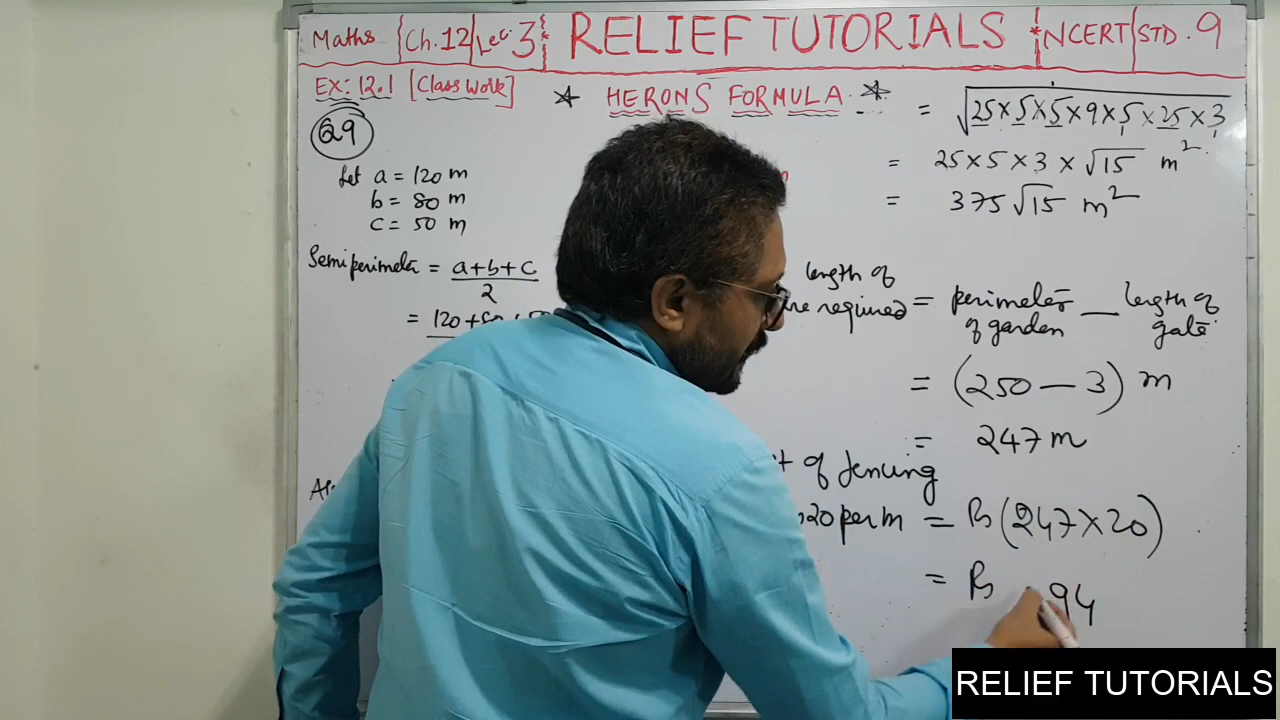 Maths Ch.12 Lec. 3 RELIEF TUTORIALS * NCERT STD. 9
EX: 12.1 [Class work] HERONS FORMULA
Q9
Let a = 120 m
b = 80 m
c = 50 m
Semi perimeter = a+b+c / 2
= 120+80
= √25×5×5×9×5×25×3
= 25×5×3×√15 m²
= 375√15 m²
length of
required = perimeter of garden — length of gate
= (250 — 3) m
= 247 m
of fencing
20 per m = Rs (247×20)
= Rs 94
RELIEF TUTORIALS